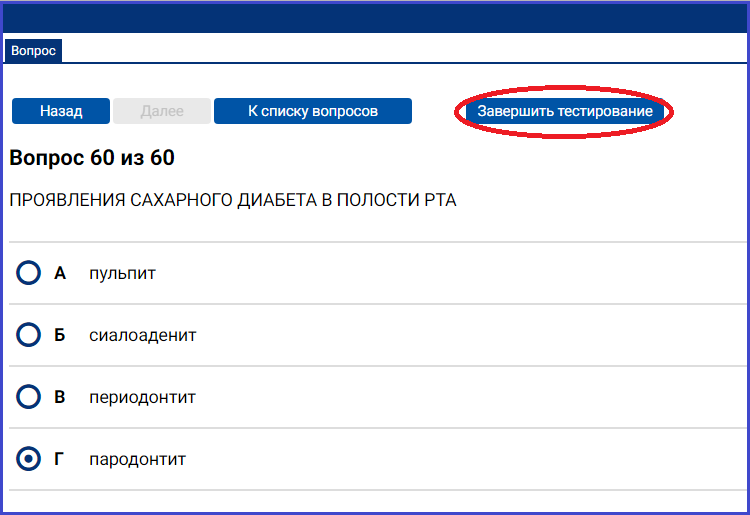 Вопрос
Назад Далее К списку вопросов Завершить тестирование
Вопрос 60 из 60
ПРОЯВЛЕНИЯ САХАРНОГО ДИАБЕТА В ПОЛОСТИ РТА
А пульпит
Б сиалоаденит
В периодонтит
Г пародонтит